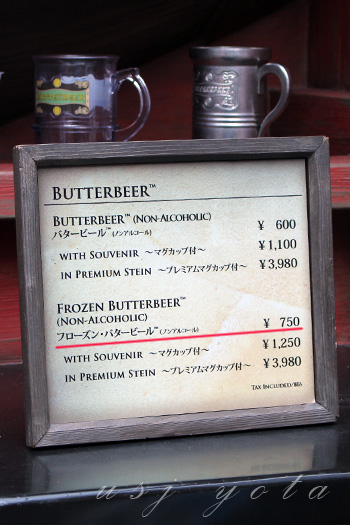 BUTTERBEER™
BUTTERBEER™ (NON-ALCOHOLIC) ¥ 600
バタービール™ (ノンアルコール)
WITH SOUVENIR ～マグカップ付～ ¥1,100
IN PREMIUM STEIN ～プレミアムマグカップ付～ ¥3,980
FROZEN BUTTERBEER™
(NON-ALCOHOLIC) ¥ 750
フローズン・バタービール™ (ノンアルコール)
WITH SOUVENIR ～マグカップ付～ ¥1,250
IN PREMIUM STEIN ～プレミアムマグカップ付～ ¥3,980
TAX INCLUDED/税込
usj yota